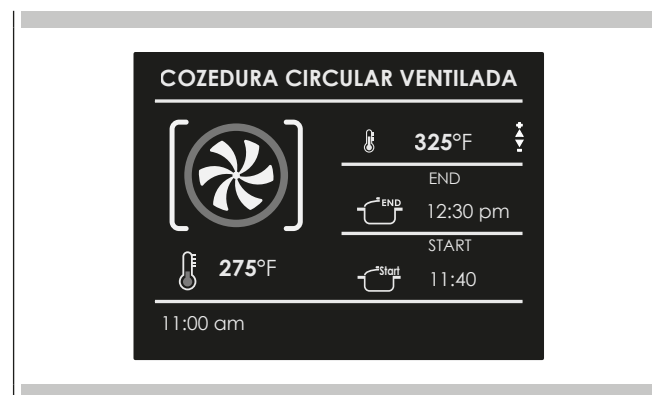 COZEDURA CIRCULAR VENTILADA
325°F
END
END
12:30 pm
START
Start
11:40
275°F
11:00 am